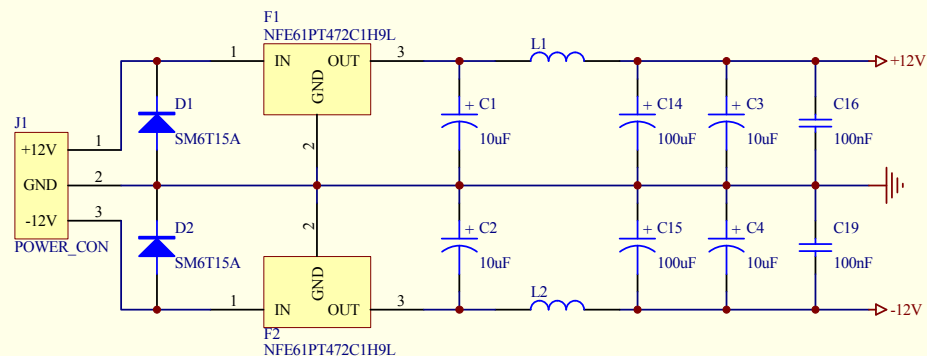 F1
NFE61PT472C1H9L
1
IN
OUT
3
GND
2
L1
+12V
D1
SM6T15A
+ C1
10uF
+ C14
100uF
+ C3
10uF
C16
100nF
J1
+12V
1
GND
2
-12V
3
POWER_CON
D2
SM6T15A
+ C2
10uF
+ C15
100uF
+ C4
10uF
C19
100nF
2
GND
1
IN
OUT
3
L2
-12V
F2
NFE61PT472C1H9L